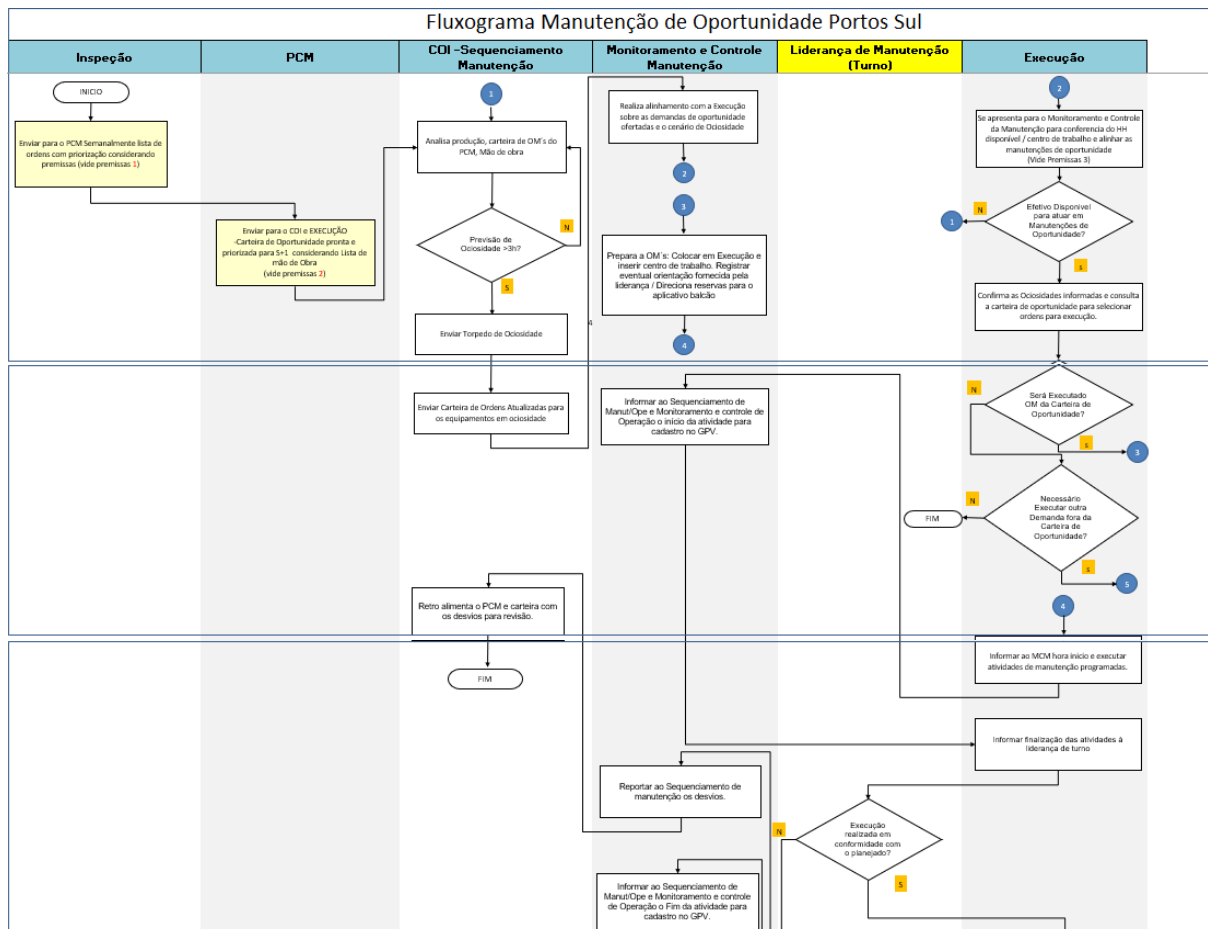 Fluxograma Manutenção de Oportunidade Portos Sul
Inspeção
PCM
COI -Sequenciamento
Manutenção
Monitoramento e Controle
Manutenção
Liderança de Manutenção
(Turno)
Execução
INICIO
Enviar para o PCM Semanalmente lista de
ordens com priorização considerando
premissas (vide premissas 1)
Enviar para o COI e EXECUÇÃO
-Carteira de Oportunidade pronta e
priorizada para S+1 considerando Lista de
mão de Obra
(vide premissas 2)
1
Analisa produção, carteira de OM´s do
PCM, Mão de obra
Previsão de
Ociosidade >3h?
N
S
Enviar Torpedo de Ociosidade
Enviar Carteira de Ordens Atualizadas para
os equipamentos em ociosidade
Realiza alinhamento com a Execução
sobre as demandas de oportunidade
ofertadas e o cenário de Ociosidade
2
3
Prepara a OM´s: Colocar em Execução e
inserir centro de trabalho. Registrar
eventual orientação fornecida pela
liderança / Direciona reservas para o
aplicativo balcão
4
4
2
Se apresenta para o Monitoramento e Controle
da Manutenção para conferencia do HH
disponível / centro de trabalho e alinhar as
manutenções de oportunidade
(Vide Premissas 3)
Efetivo Disponivel
para atuar em
Manutenções de
Oportunidade?
N
1
s
Confirma as Ociosidades informadas e consulta
a carteira de oportunidade para selecionar
ordens para execução.
Será Executado
OM da Carteira de
Oportunidade?
N
s
3
Necessário
Executar outra
Demanda fora da
Carteira de
Oportunidade?
N
FIM
s
5
4
Informar ao Sequenciamento de
Manut/Ope e Monitoramento e controle de
Operação o início da atividade para
cadastro no GPV.
Informar ao MCM hora inicio e executar
atividades de manutenção programadas.
Retro alimenta o PCM e carteira com
os desvios para revisão.
FIM
Informar finalização das atividades à
liderança de turno
Reportar ao Sequenciamento de
manutenção os desvios.
Execução
realizada em
conformidade com
o planejado?
N
S
Informar ao Sequenciamento de
Manut/Ope e Monitoramento e controle
de Operação o Fim da atividade para
cadastro no GPV.